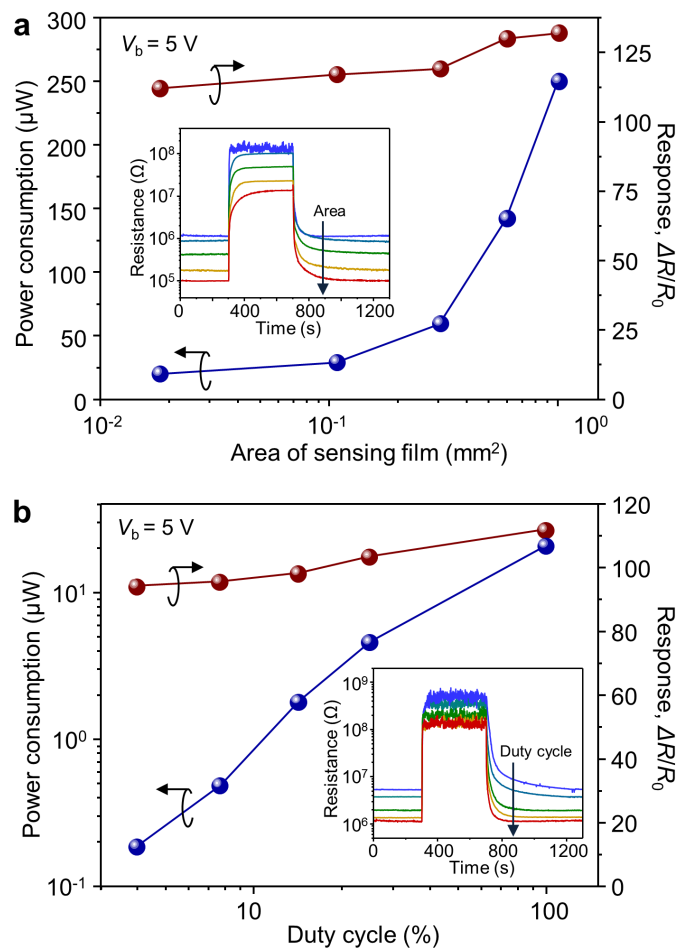 a
V_b = 5 V
Power consumption (µW)
300
250
200
150
100
50
0
Response, ΔR/R_0
125
100
75
50
25
0
10^-2
10^-1
10^0
Area of sensing film (mm^2)
Resistance (Ω)
10^8
10^7
10^6
10^5
Area
0
400
800
1200
Time (s)
b
V_b = 5 V
Power consumption (µW)
10^1
10^0
10^-1
Response, ΔR/R_0
120
100
80
60
40
20
0
10
100
Duty cycle (%)
Resistance (Ω)
10^9
10^8
10^7
10^6
Duty cycle
0
400
800
1200
Time (s)